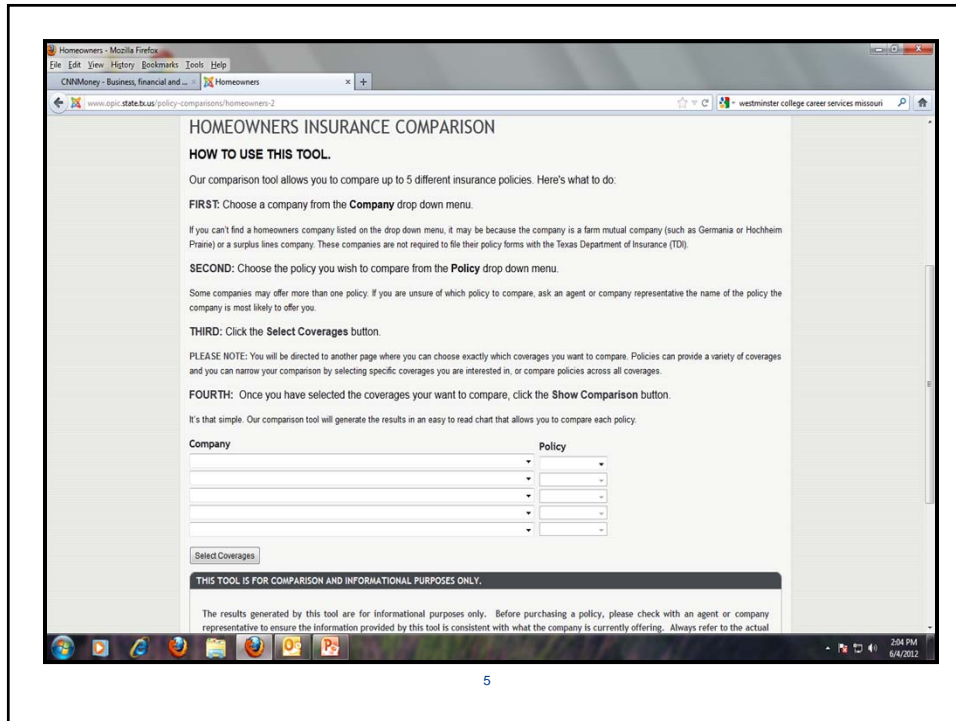 Homeowners - Mozilla Firefox
File Edit View History Bookmarks Tools Help
CNNMoney - Business, financial and ... × Homeowners × +
www.opic.state.tx.us/policy-comparisons/homeowners-2 westminster college career services missouri
HOMEOWNERS INSURANCE COMPARISON
HOW TO USE THIS TOOL.
Our comparison tool allows you to compare up to 5 different insurance policies. Here's what to do:
FIRST: Choose a company from the Company drop down menu.
If you can't find a homeowners company listed on the drop down menu, it may be because the company is a farm mutual company (such as Germania or Hochheim
Prairie) or a surplus lines company. These companies are not required to file their policy forms with the Texas Department of Insurance (TDI).
SECOND: Choose the policy you wish to compare from the Policy drop down menu.
Some companies may offer more than one policy. If you are unsure of which policy to compare, ask an agent or company representative the name of the policy the
company is most likely to offer you.
THIRD: Click the Select Coverages button.
PLEASE NOTE: You will be directed to another page where you can choose exactly which coverages you want to compare. Policies can provide a variety of coverages
and you can narrow your comparison by selecting specific coverages you are interested in, or compare policies across all coverages.
FOURTH: Once you have selected the coverages your want to compare, click the Show Comparison button.
It's that simple. Our comparison tool will generate the results in an easy to read chart that allows you to compare each policy.
Company Policy
Select Coverages
THIS TOOL IS FOR COMPARISON AND INFORMATIONAL PURPOSES ONLY.
The results generated by this tool are for informational purposes only. Before purchasing a policy, please check with an agent or company
representative to ensure the information provided by this tool is consistent with what the company is currently offering. Always refer to the actual
2:04 PM
6/4/2012
5